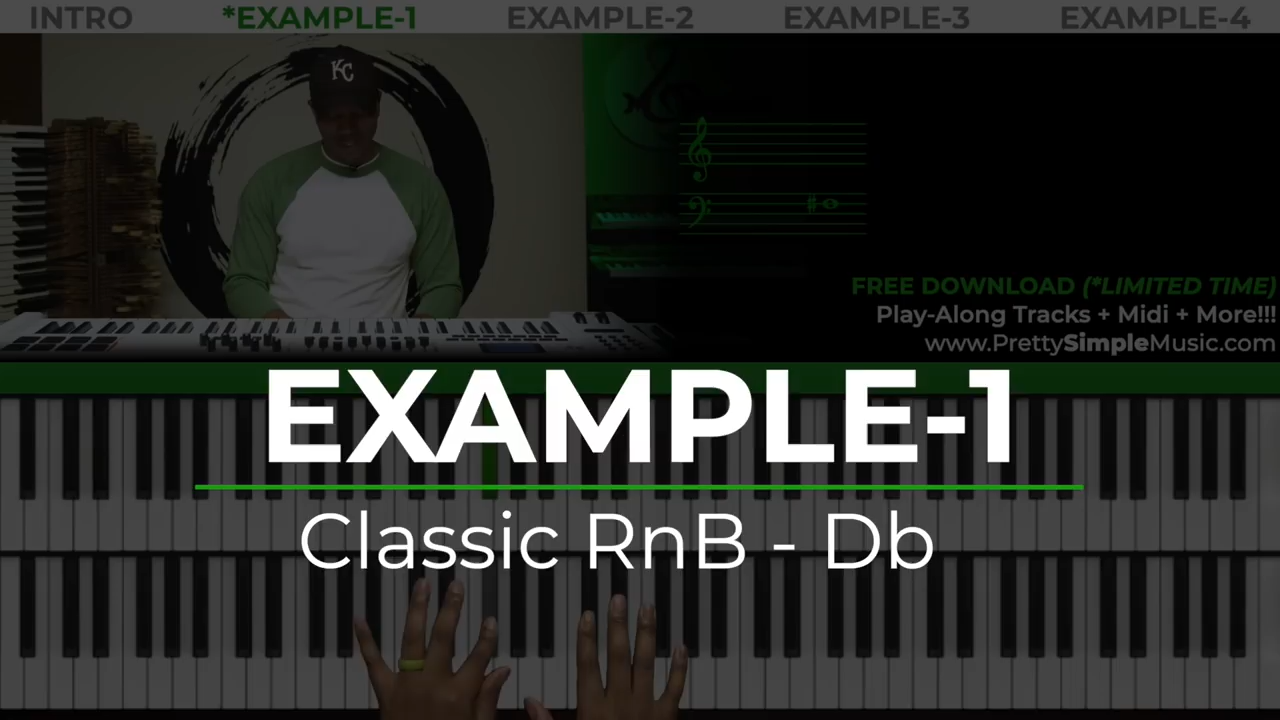 INTRO
*EXAMPLE-1
EXAMPLE-2
EXAMPLE-3
EXAMPLE-4
KC
FREE DOWNLOAD (*LIMITED TIME)
Play-Along Tracks + Midi + More!!!
www.PrettySimpleMusic.com
EXAMPLE-1
Classic RnB - Db